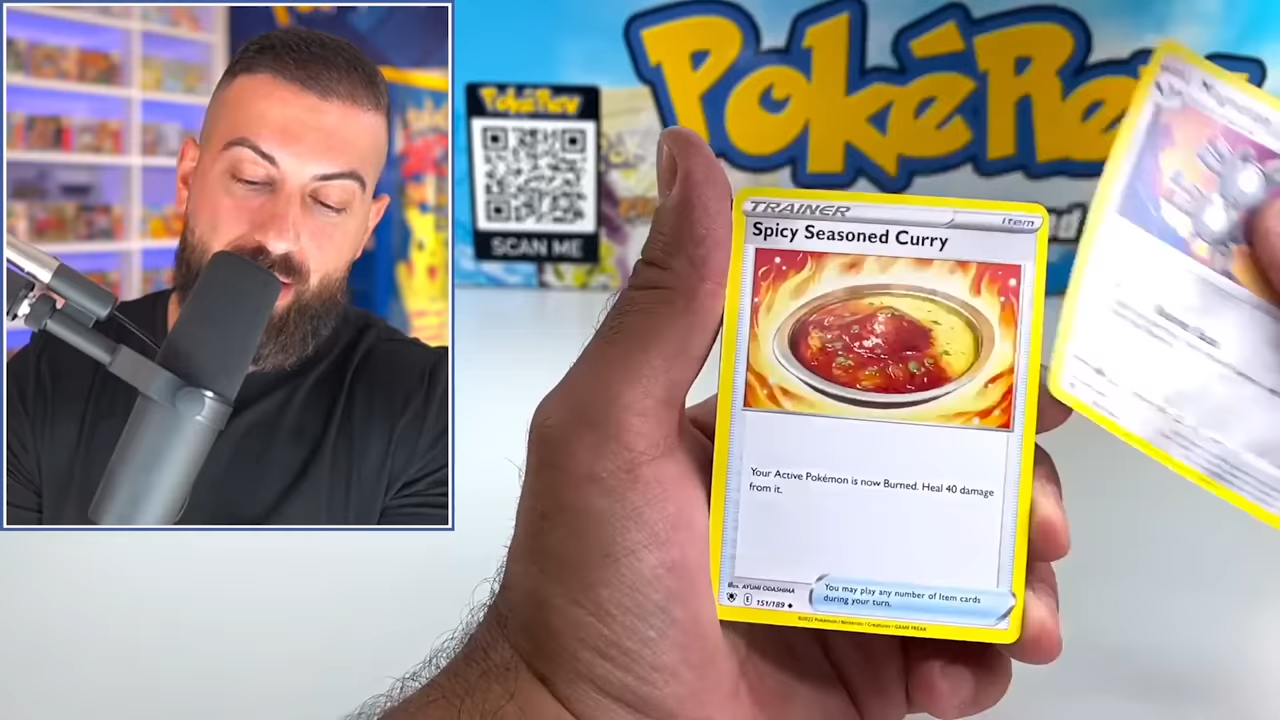 PokéRev
SCAN ME
PokéRev
TRAINER
Item
Spicy Seasoned Curry
Your Active Pokémon is now Burned. Heal 40 damage
from it.
Illus. AYUMI ODASHIMA
E 151/189
You may play any number of Item cards
during your turn.
©2022 Pokémon / Nintendo / Creatures / GAME FREAK